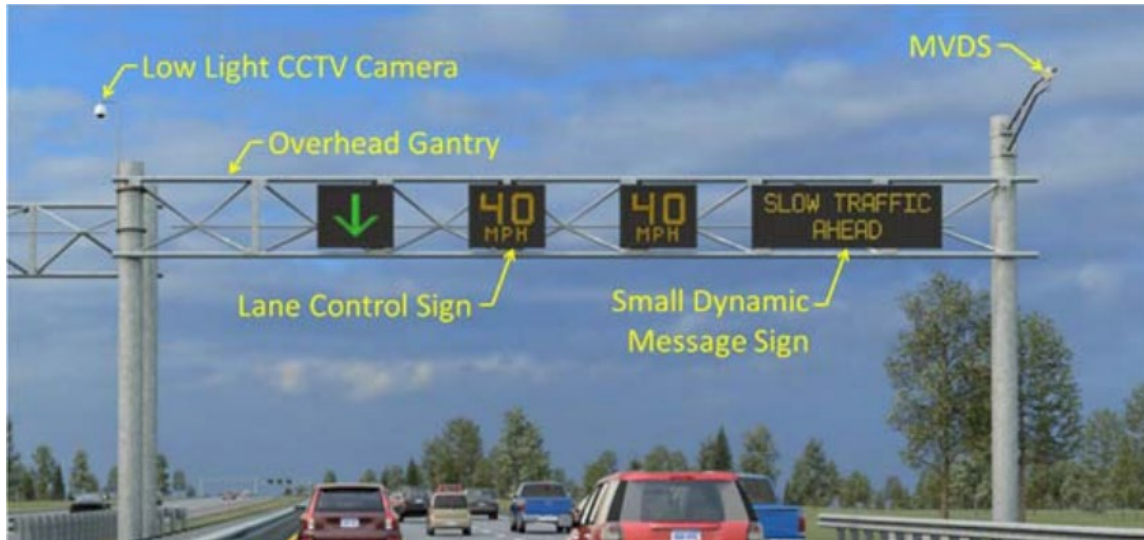 Low Light CCTV Camera
MVDS
Overhead Gantry
40
MPH
40
MPH
SLOW TRAFFIC
AHEAD
Lane Control Sign
Small Dynamic
Message Sign